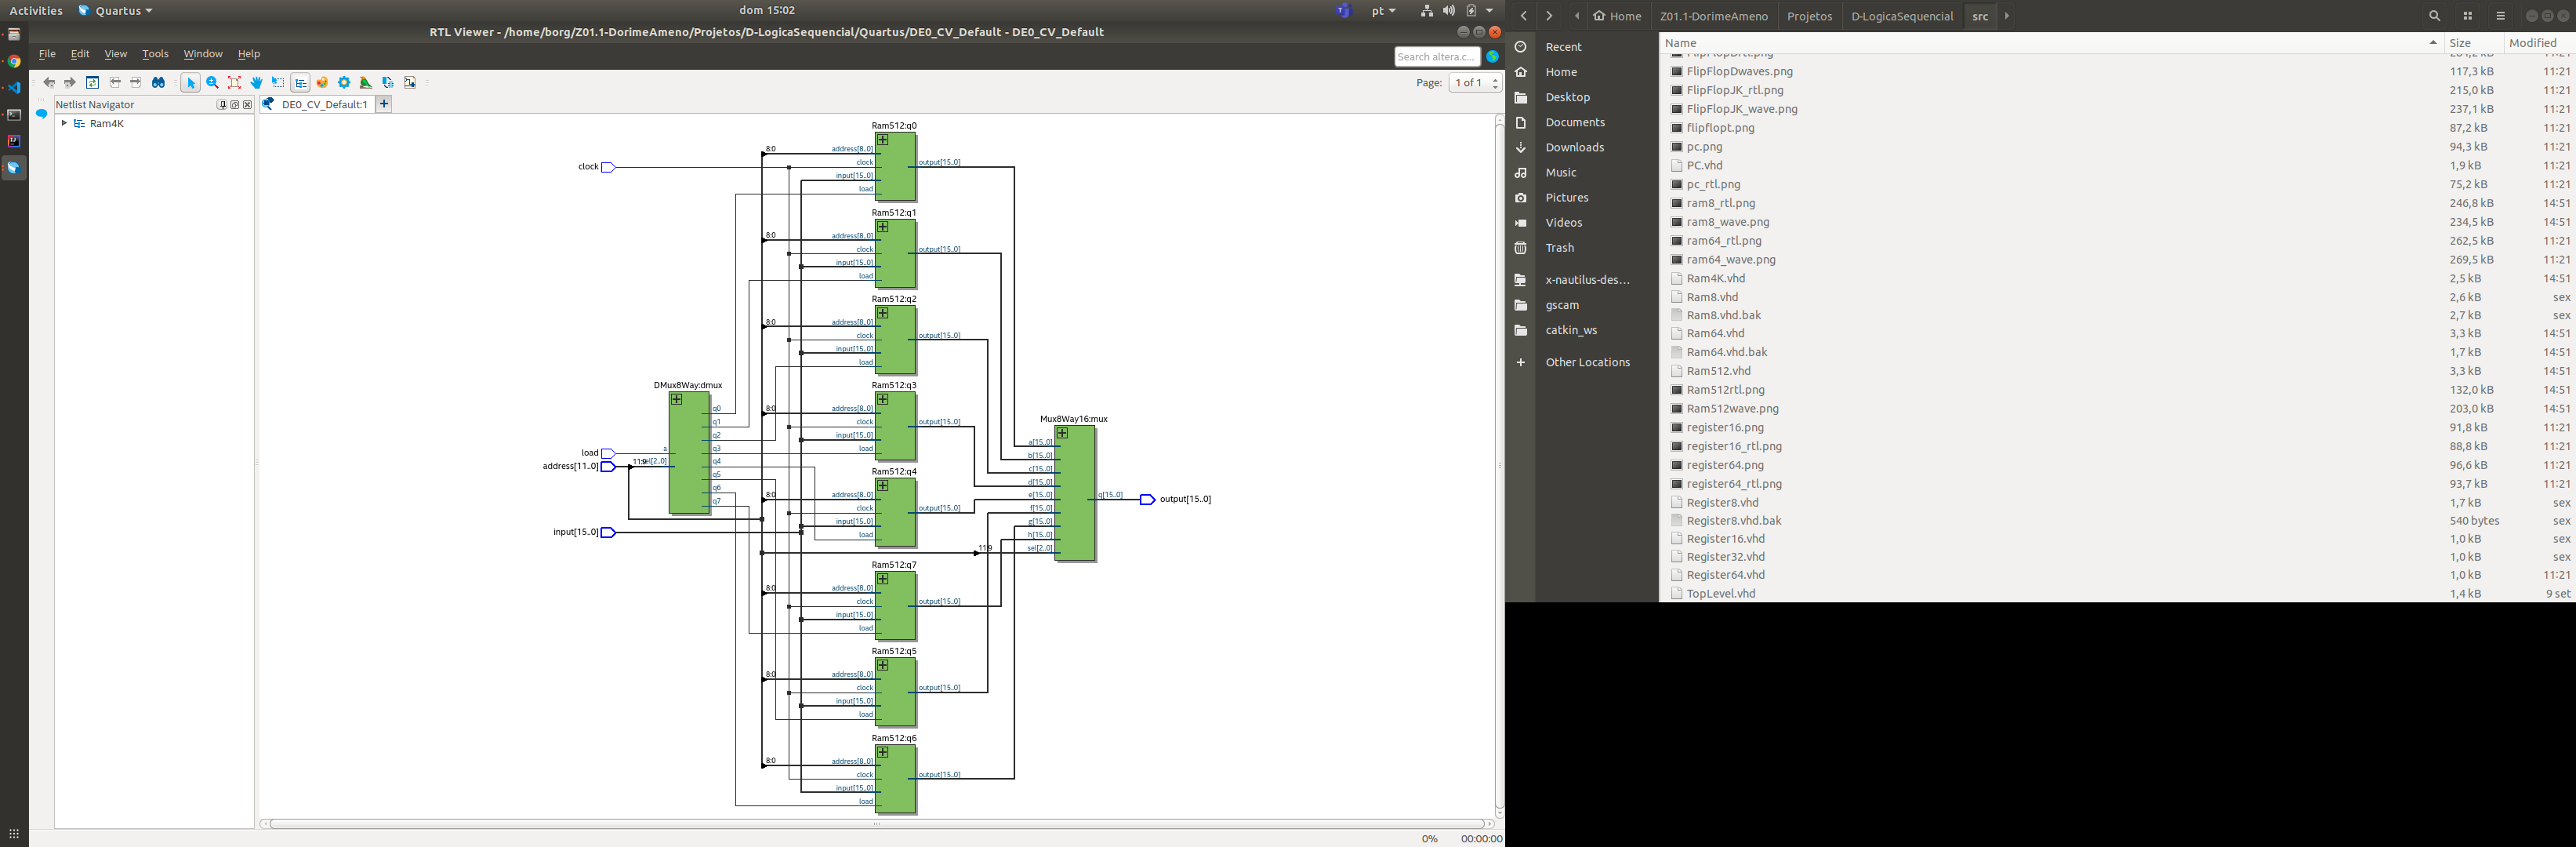 Activities
Quartus
dom 15:02
pt
RTL Viewer - /home/borg/Z01.1-DorimeAmeno/Projetos/D-LogicaSequencial/Quartus/DE0_CV_Default - DE0_CV_Default
File Edit View Tools Window Help
Search altera.c...
Page: 1 of 1
Netlist Navigator
Ram4K
DE0_CV_Default:1
clock
load
address[11..0]
input[15..0]
DMux8Way:dmux
a
11:9
q0
q1
q2
q3
q4
q5
q6
q7
Ram512:q0
8:0
address[8..0]
clock
input[15..0]
load
output[15..0]
Ram512:q1
8:0
address[8..0]
clock
input[15..0]
load
output[15..0]
Ram512:q2
8:0
address[8..0]
clock
input[15..0]
load
output[15..0]
Ram512:q3
8:0
address[8..0]
clock
input[15..0]
load
output[15..0]
Ram512:q4
8:0
address[8..0]
clock
input[15..0]
load
output[15..0]
Ram512:q7
8:0
address[8..0]
clock
input[15..0]
load
output[15..0]
Ram512:q5
8:0
address[8..0]
clock
input[15..0]
load
output[15..0]
Ram512:q6
8:0
address[8..0]
clock
input[15..0]
load
output[15..0]
Mux8Way16:mux
a[15..0]
b[15..0]
c[15..0]
d[15..0]
e[15..0]
f[15..0]
g[15..0]
h[15..0]
11:9
sel[2..0]
q[15..0]
output[15..0]
0% 00:00:00
Home Z01.1-DorimeAmeno Projetos D-LogicaSequencial src
Recent
Home
Desktop
Documents
Downloads
Music
Pictures
Videos
Trash
x-nautilus-des...
gscam
catkin_ws
Other Locations
Name Size Modified
FlipFlopDwaves.png 117,3 kB 11:21
FlipFlopJK_rtl.png 215,0 kB 11:21
FlipFlopJK_wave.png 237,1 kB 11:21
flipflopt.png 87,2 kB 11:21
pc.png 94,3 kB 11:21
PC.vhd 1,9 kB 11:21
pc_rtl.png 75,2 kB 11:21
ram8_rtl.png 246,8 kB 14:51
ram8_wave.png 234,5 kB 14:51
ram64_rtl.png 262,5 kB 11:21
ram64_wave.png 269,5 kB 11:21
Ram4K.vhd 2,5 kB 14:51
Ram8.vhd 2,6 kB sex
Ram8.vhd.bak 2,7 kB sex
Ram64.vhd 3,3 kB 14:51
Ram64.vhd.bak 1,7 kB 14:51
Ram512.vhd 3,3 kB 14:51
Ram512rtl.png 132,0 kB 14:51
Ram512wave.png 203,0 kB 14:51
register16.png 91,8 kB 11:21
register16_rtl.png 88,8 kB 11:21
register64.png 96,6 kB 11:21
register64_rtl.png 93,7 kB 11:21
Register8.vhd 1,7 kB sex
Register8.vhd.bak 540 bytes sex
Register16.vhd 1,0 kB sex
Register32.vhd 1,0 kB sex
Register64.vhd 1,0 kB 11:21
TopLevel.vhd 1,4 kB 9 set